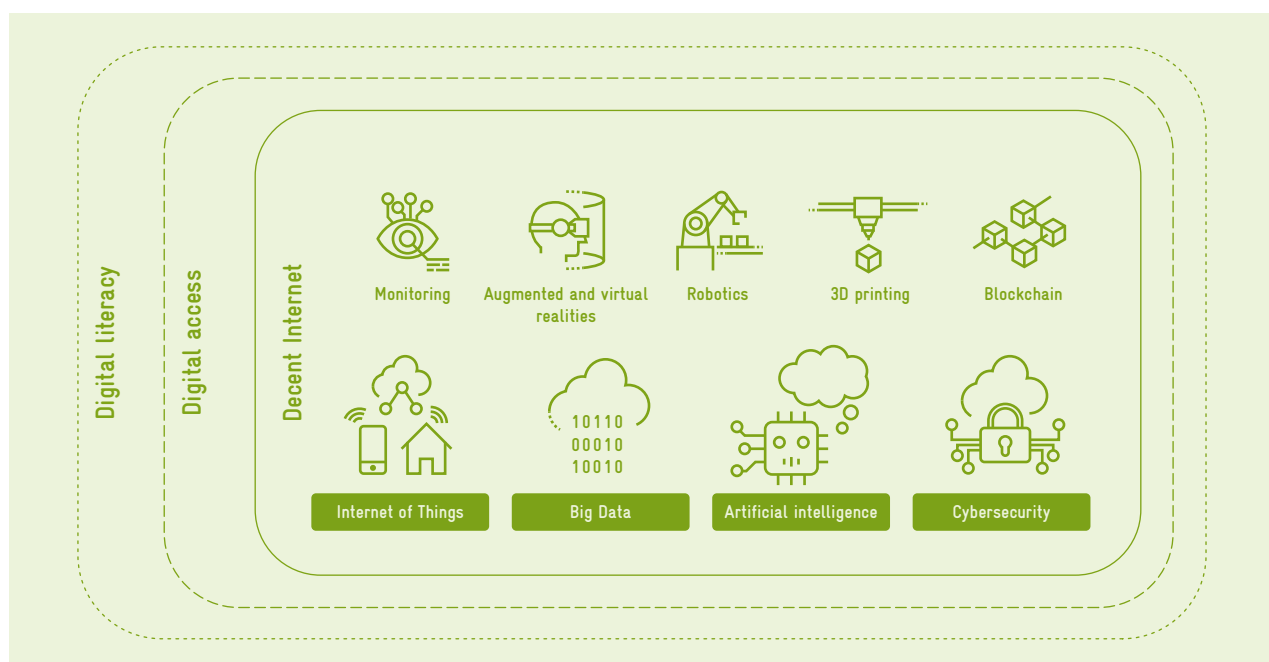 Digital literacy
Digital access
Decent Internet
Monitoring
Augmented and virtual
realities
Robotics
3D printing
Blockchain
10110
00010
10010
Internet of Things
Big Data
Artificial intelligence
Cybersecurity